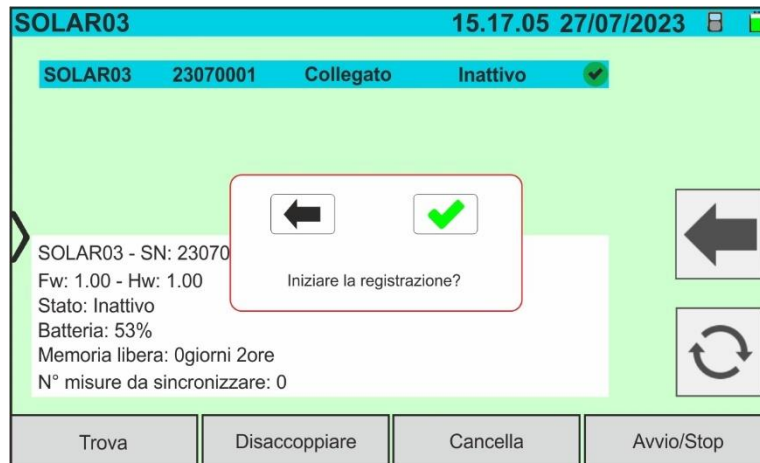 SOLAR03 15.17.05 27/07/2023
SOLAR03 23070001 Collegato Inattivo
Iniziare la registrazione?
SOLAR03 - SN: 23070
Fw: 1.00 - Hw: 1.00
Stato: Inattivo
Batteria: 53%
Memoria libera: 0giorni 2ore
N° misure da sincronizzare: 0
Trova Disaccoppiare Cancella Avvio/Stop